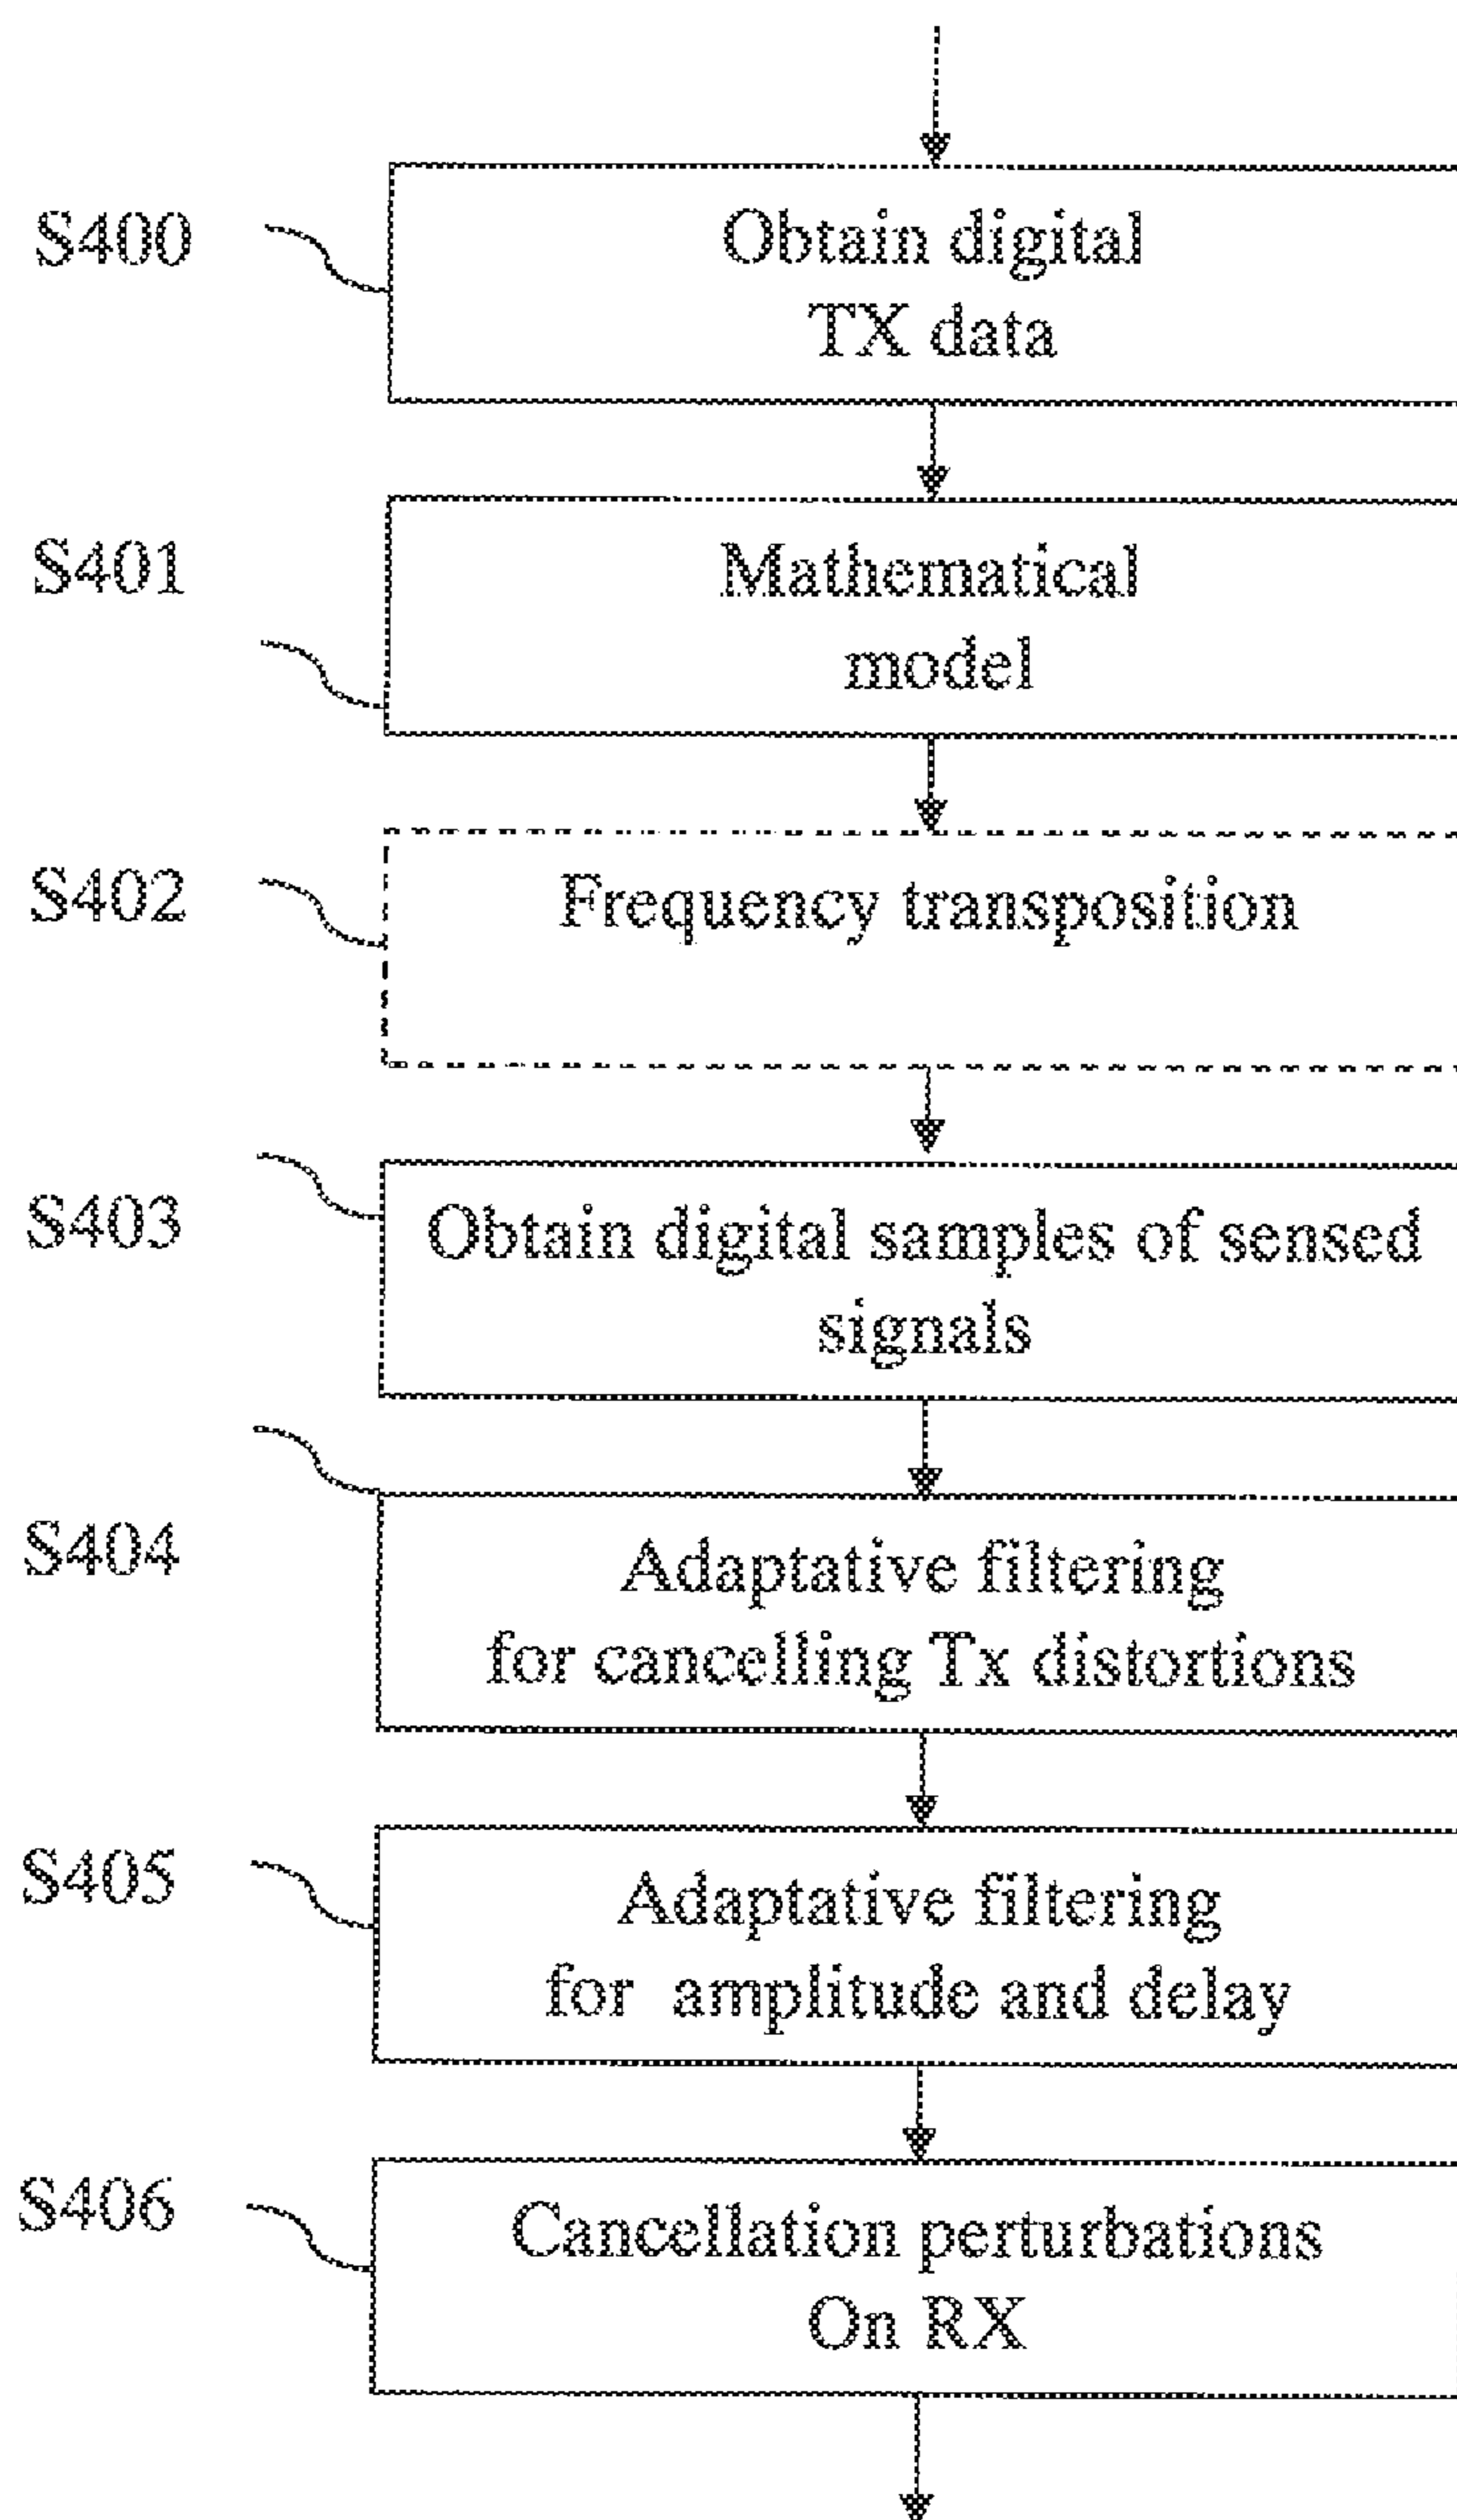 S400
Obtain digital
TX data
S401
Mathematical
model
S402
Frequency transposition
S403
Obtain digital samples of sensed
signals
S404
Adaptative filtering
for cancelling Tx distortions
S405
Adaptative filtering
for amplitude and delay
S406
Cancellation perturbations
On RX